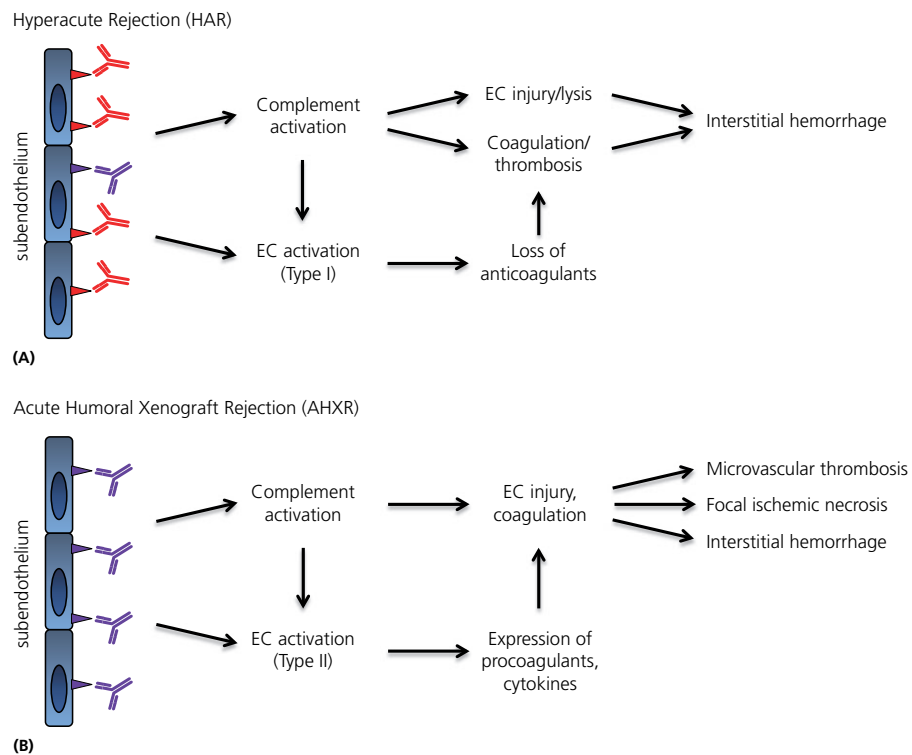 Hyperacute Rejection (HAR)
subendothelium
Complement
activation
EC activation
(Type I)
EC injury/lysis
Coagulation/
thrombosis
Loss of
anticoagulants
Interstitial hemorrhage
(A)
Acute Humoral Xenograft Rejection (AHXR)
subendothelium
Complement
activation
EC activation
(Type II)
EC injury,
coagulation
Expression of
procoagulants,
cytokines
Microvascular thrombosis
Focal ischemic necrosis
Interstitial hemorrhage
(B)